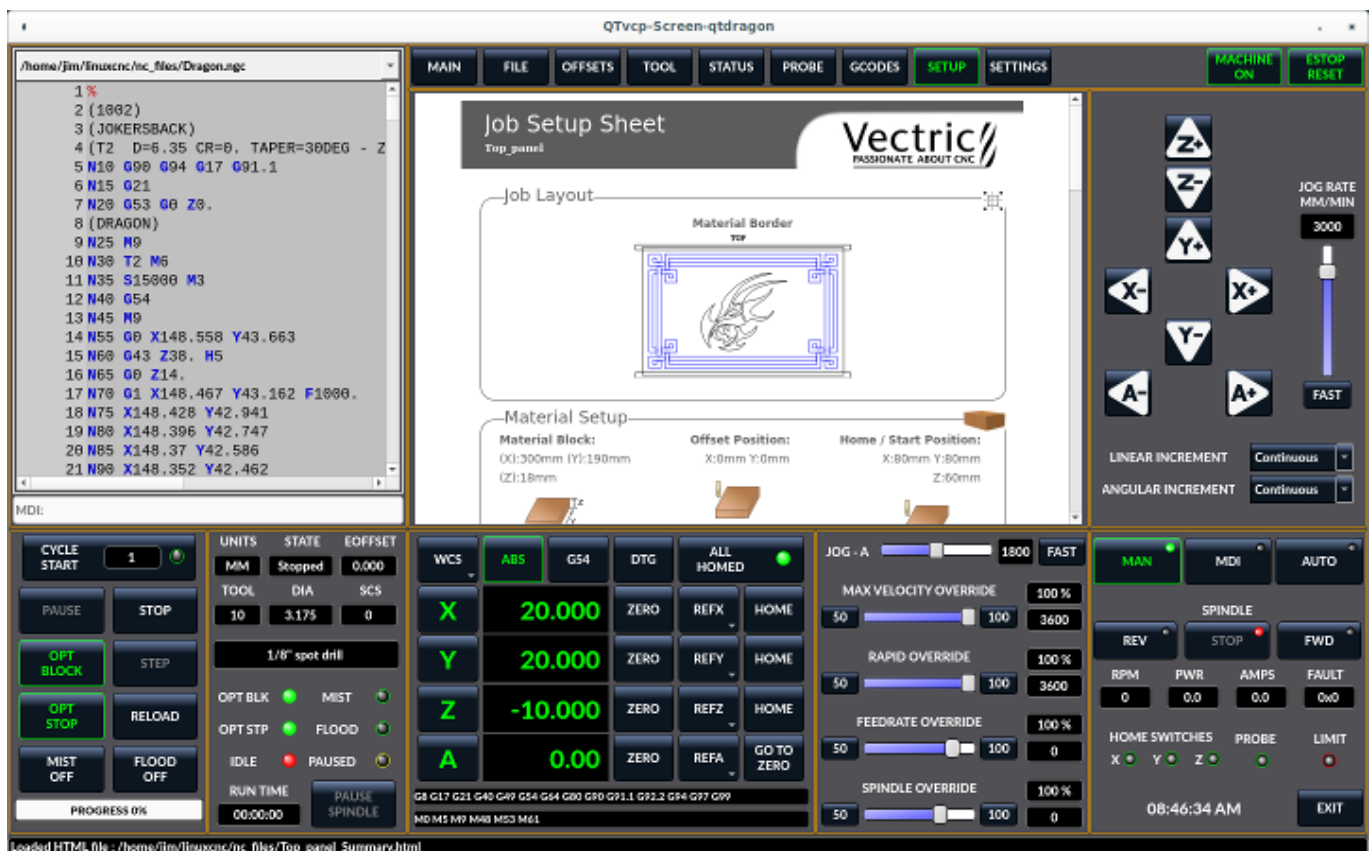 QTvcp-Screen-qtdragon
/home/jim/linuxcnc/nc_files/Dragon.ngc
1 %
2 (1002)
3 (JOKERSBACK)
4 (T2 D=6.35 CR=0. TAPER=30DEG - Z
5 N10 G90 G94 G17 G91.1
6 N15 G21
7 N20 G53 G0 Z0.
8 (DRAGON)
9 N25 M9
10 N30 T2 M6
11 N35 S15000 M3
12 N40 G54
13 N45 M9
14 N55 G0 X148.558 Y43.663
15 N60 G43 Z38. H5
16 N65 G0 Z14.
17 N70 G1 X148.467 Y43.162 F1000.
18 N75 X148.428 Y42.941
19 N80 X148.396 Y42.747
20 N85 X148.37 Y42.586
21 N90 X148.352 Y42.462
MDI:
MAIN FILE OFFSETS TOOL STATUS PROBE GCODES SETUP SETTINGS
MACHINE ON ESTOP RESET
Job Setup Sheet
Top_panel
Vectric
PASSIONATE ABOUT CNC
Job Layout
Material Border
TOP
Material Setup
Material Block: Offset Position: Home / Start Position:
(X):300mm (Y):190mm X:0mm Y:0mm X:80mm Y:80mm
(Z):18mm Z:60mm
Z
Z+
Z-
Y+
X- X+
Y-
A- A+
JOG RATE
MM/MIN
3000
FAST
LINEAR INCREMENT Continuous
ANGULAR INCREMENT Continuous
CYCLE START 1
PAUSE STOP
OPT BLOCK STEP
OPT STOP RELOAD
MIST OFF FLOOD OFF
PROGRESS 0%
UNITS STATE EOFFSET
MM Stopped 0.000
TOOL DIA SCS
10 3.175 0
1/8" spot drill
OPT BLK MIST
OPT STP FLOOD
IDLE PAUSED
RUN TIME
00:00:00
PAUSE SPINDLE
WCS ABS G54 DTG ALL HOMED
X 20.000 ZERO REFX HOME
Y 20.000 ZERO REFY HOME
Z -10.000 ZERO REFZ HOME
A 0.00 ZERO REFA GO TO ZERO
G8 G17 G21 G40 G49 G54 G64 G80 G90 G91.1 G92.2 G94 G97 G99
M0 M5 M9 M48 M53 M61
JOG - A 1800 FAST
MAX VELOCITY OVERRIDE 100 %
50 100 3600
RAPID OVERRIDE 100 %
50 100 3600
FEEDRATE OVERRIDE 100 %
50 100 0
SPINDLE OVERRIDE 100 %
50 100 0
MAN MDI AUTO
SPINDLE
REV STOP FWD
RPM PWR AMPS FAULT
0 0.0 0.0 0x0
HOME SWITCHES PROBE LIMIT
X Y Z
08:46:34 AM EXIT
Loaded HTML file : /home/jim/linuxcnc/nc_files/Top_panel_Summary.html